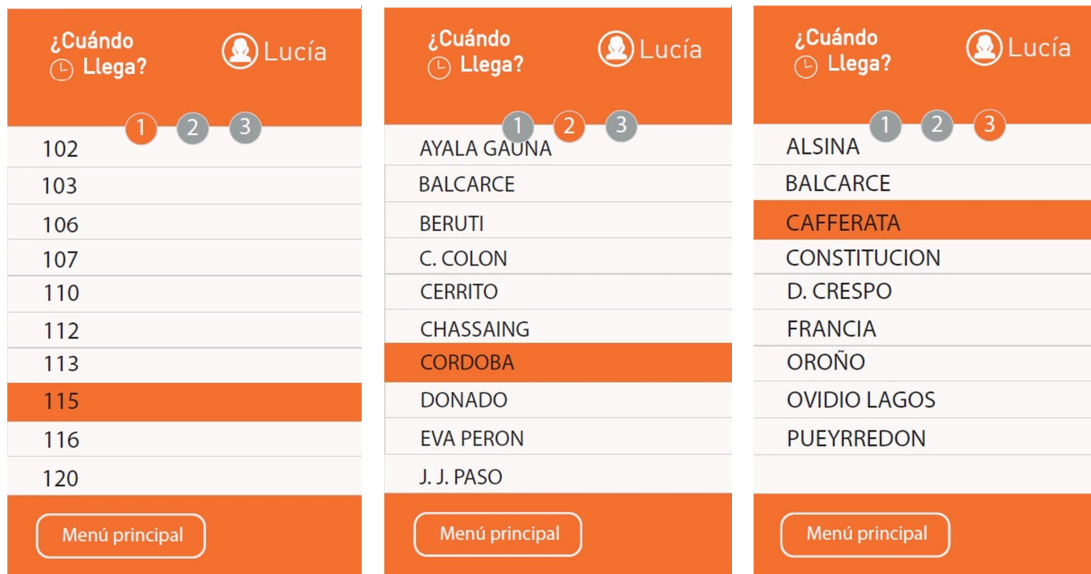 ¿Cuándo
Llega?
Lucía
1 2 3
102
103
106
107
110
112
113
115
116
120
Menú principal
¿Cuándo
Llega?
Lucía
1 2 3
AYALA GAUNA
BALCARCE
BERUTI
C. COLON
CERRITO
CHASSAING
CORDOBA
DONADO
EVA PERON
J. J. PASO
Menú principal
¿Cuándo
Llega?
Lucía
1 2 3
ALSINA
BALCARCE
CAFFERATA
CONSTITUCION
D. CRESPO
FRANCIA
OROÑO
OVIDIO LAGOS
PUEYRREDON
Menú principal